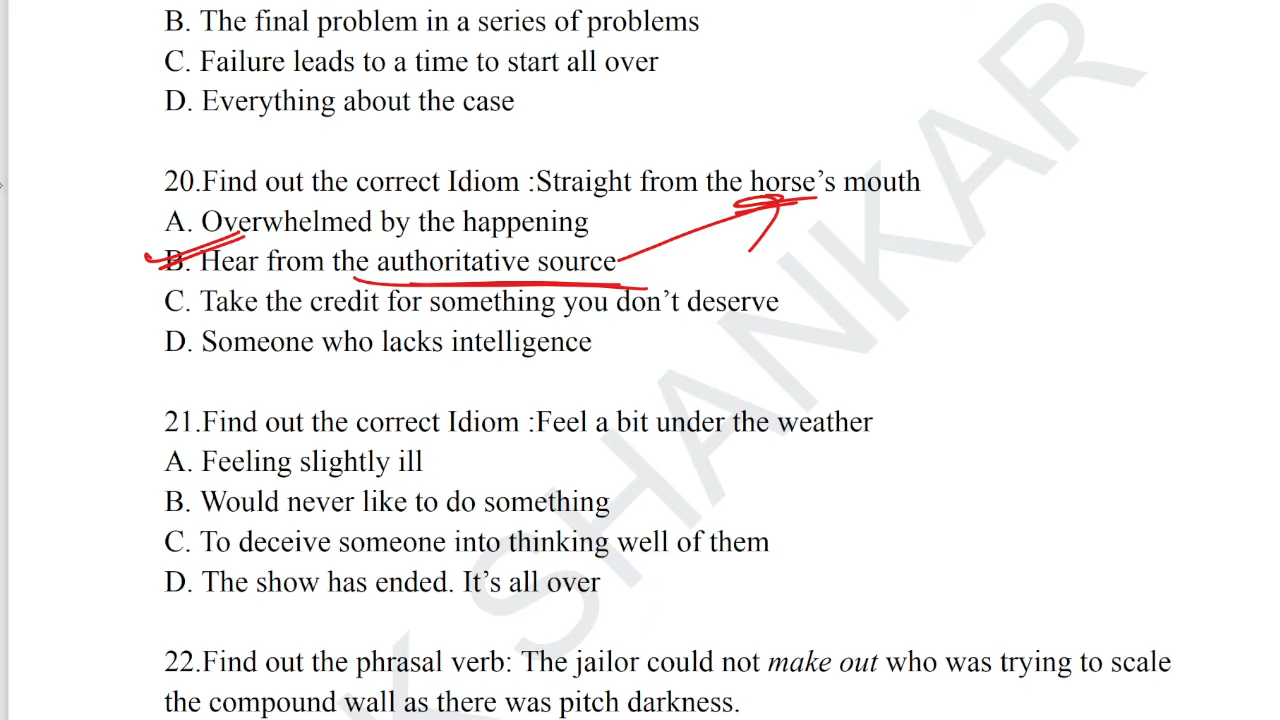 B. The final problem in a series of problems
C. Failure leads to a time to start all over
D. Everything about the case
20.Find out the correct Idiom :Straight from the horse’s mouth
A. Overwhelmed by the happening
B. Hear from the authoritative source
C. Take the credit for something you don’t deserve
D. Someone who lacks intelligence
21.Find out the correct Idiom :Feel a bit under the weather
A. Feeling slightly ill
B. Would never like to do something
C. To deceive someone into thinking well of them
D. The show has ended. It’s all over
22.Find out the phrasal verb: The jailor could not make out who was trying to scale
the compound wall as there was pitch darkness.
K SHANKAR